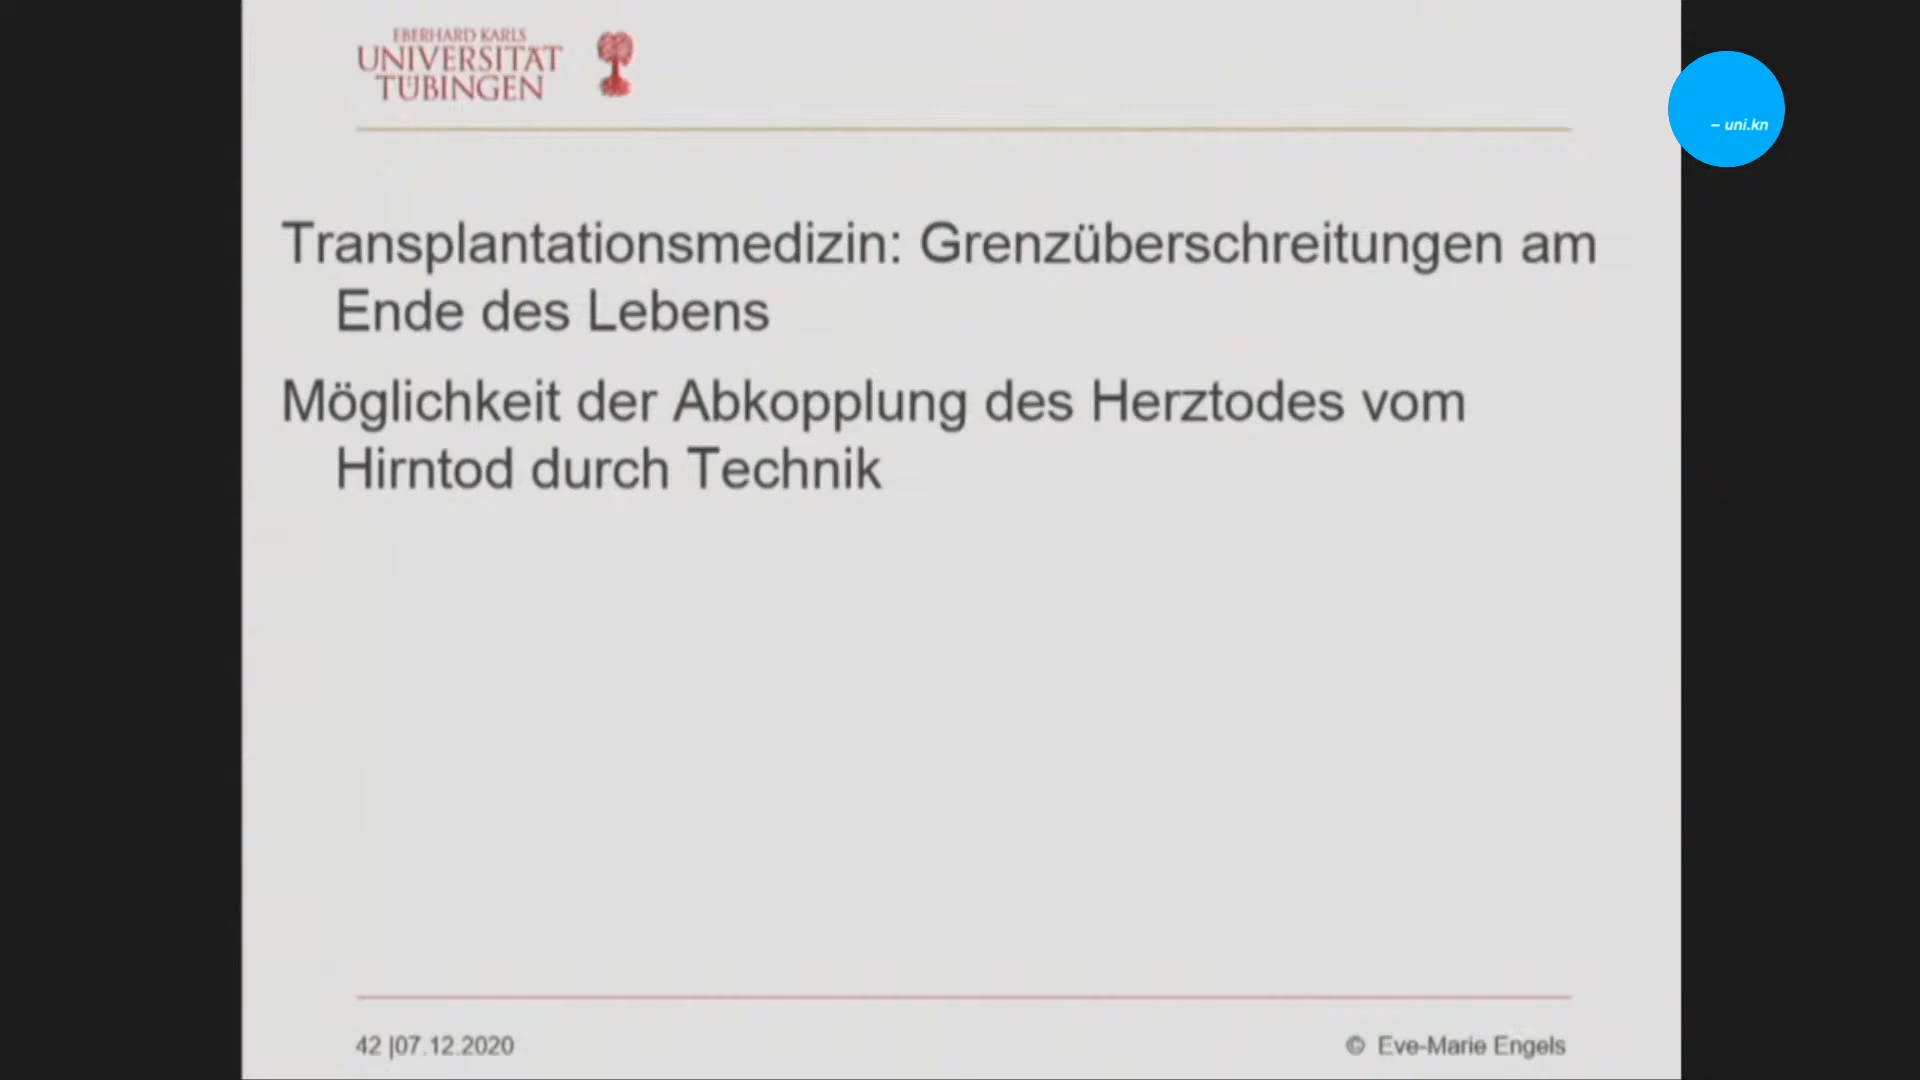 EBERHARD KARLS
UNIVERSITÄT
TÜBINGEN
– uni.kn
Transplantationsmedizin: Grenzüberschreitungen am
Ende des Lebens
Möglichkeit der Abkopplung des Herztodes vom
Hirntod durch Technik
42 |07.12.2020
© Eve-Marie Engels